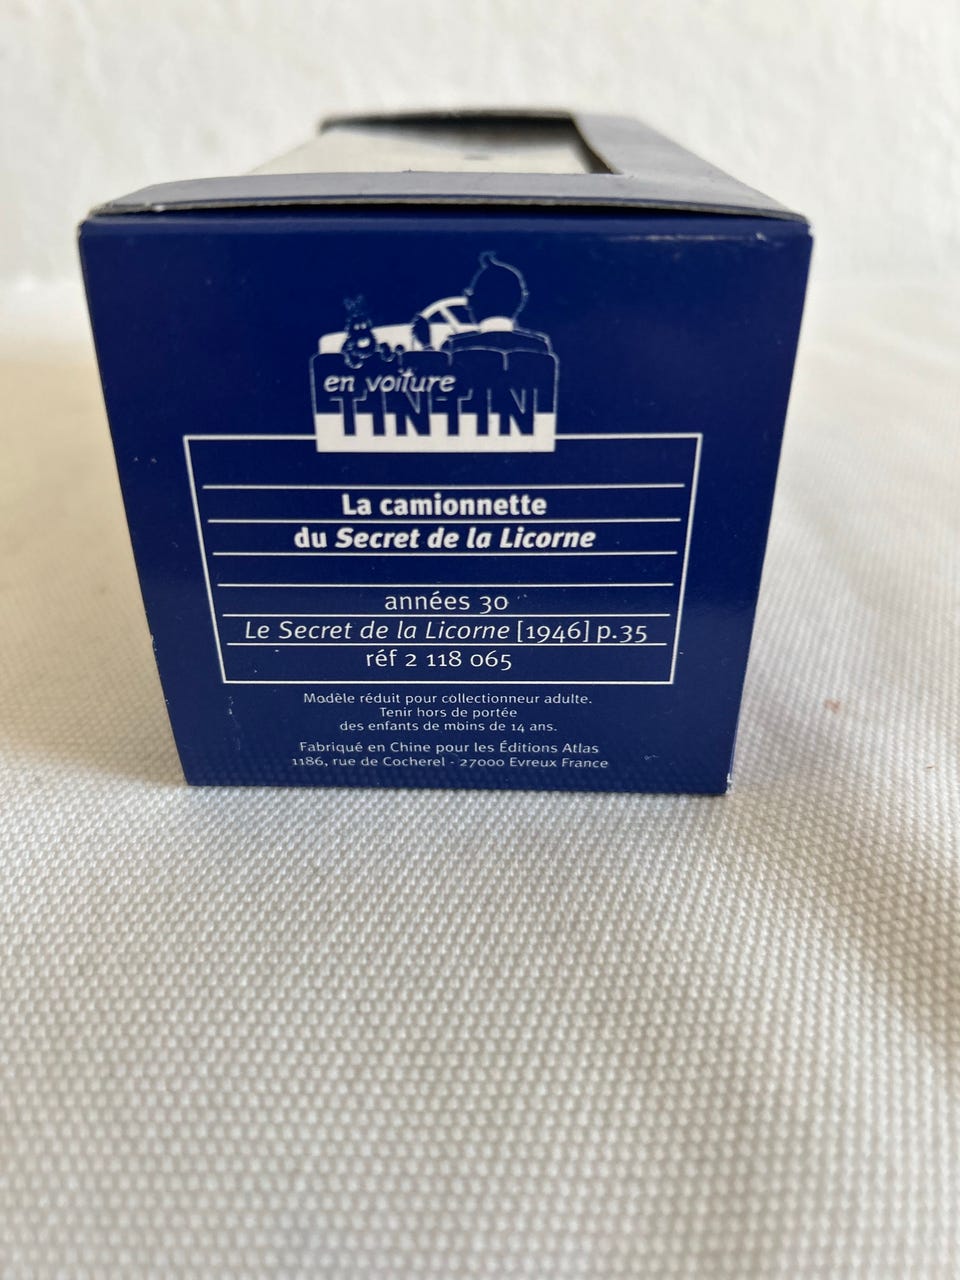 en voiture
TINTIN
La camionnette
du Secret de la Licorne
années 30
Le Secret de la Licorne [1946] p.35
réf 2 118 065
Modèle réduit pour collectionneur adulte.
Tenir hors de portée
des enfants de moins de 14 ans.
Fabriqué en Chine pour les Éditions Atlas
1186, rue de Cocherel - 27000 Evreux France